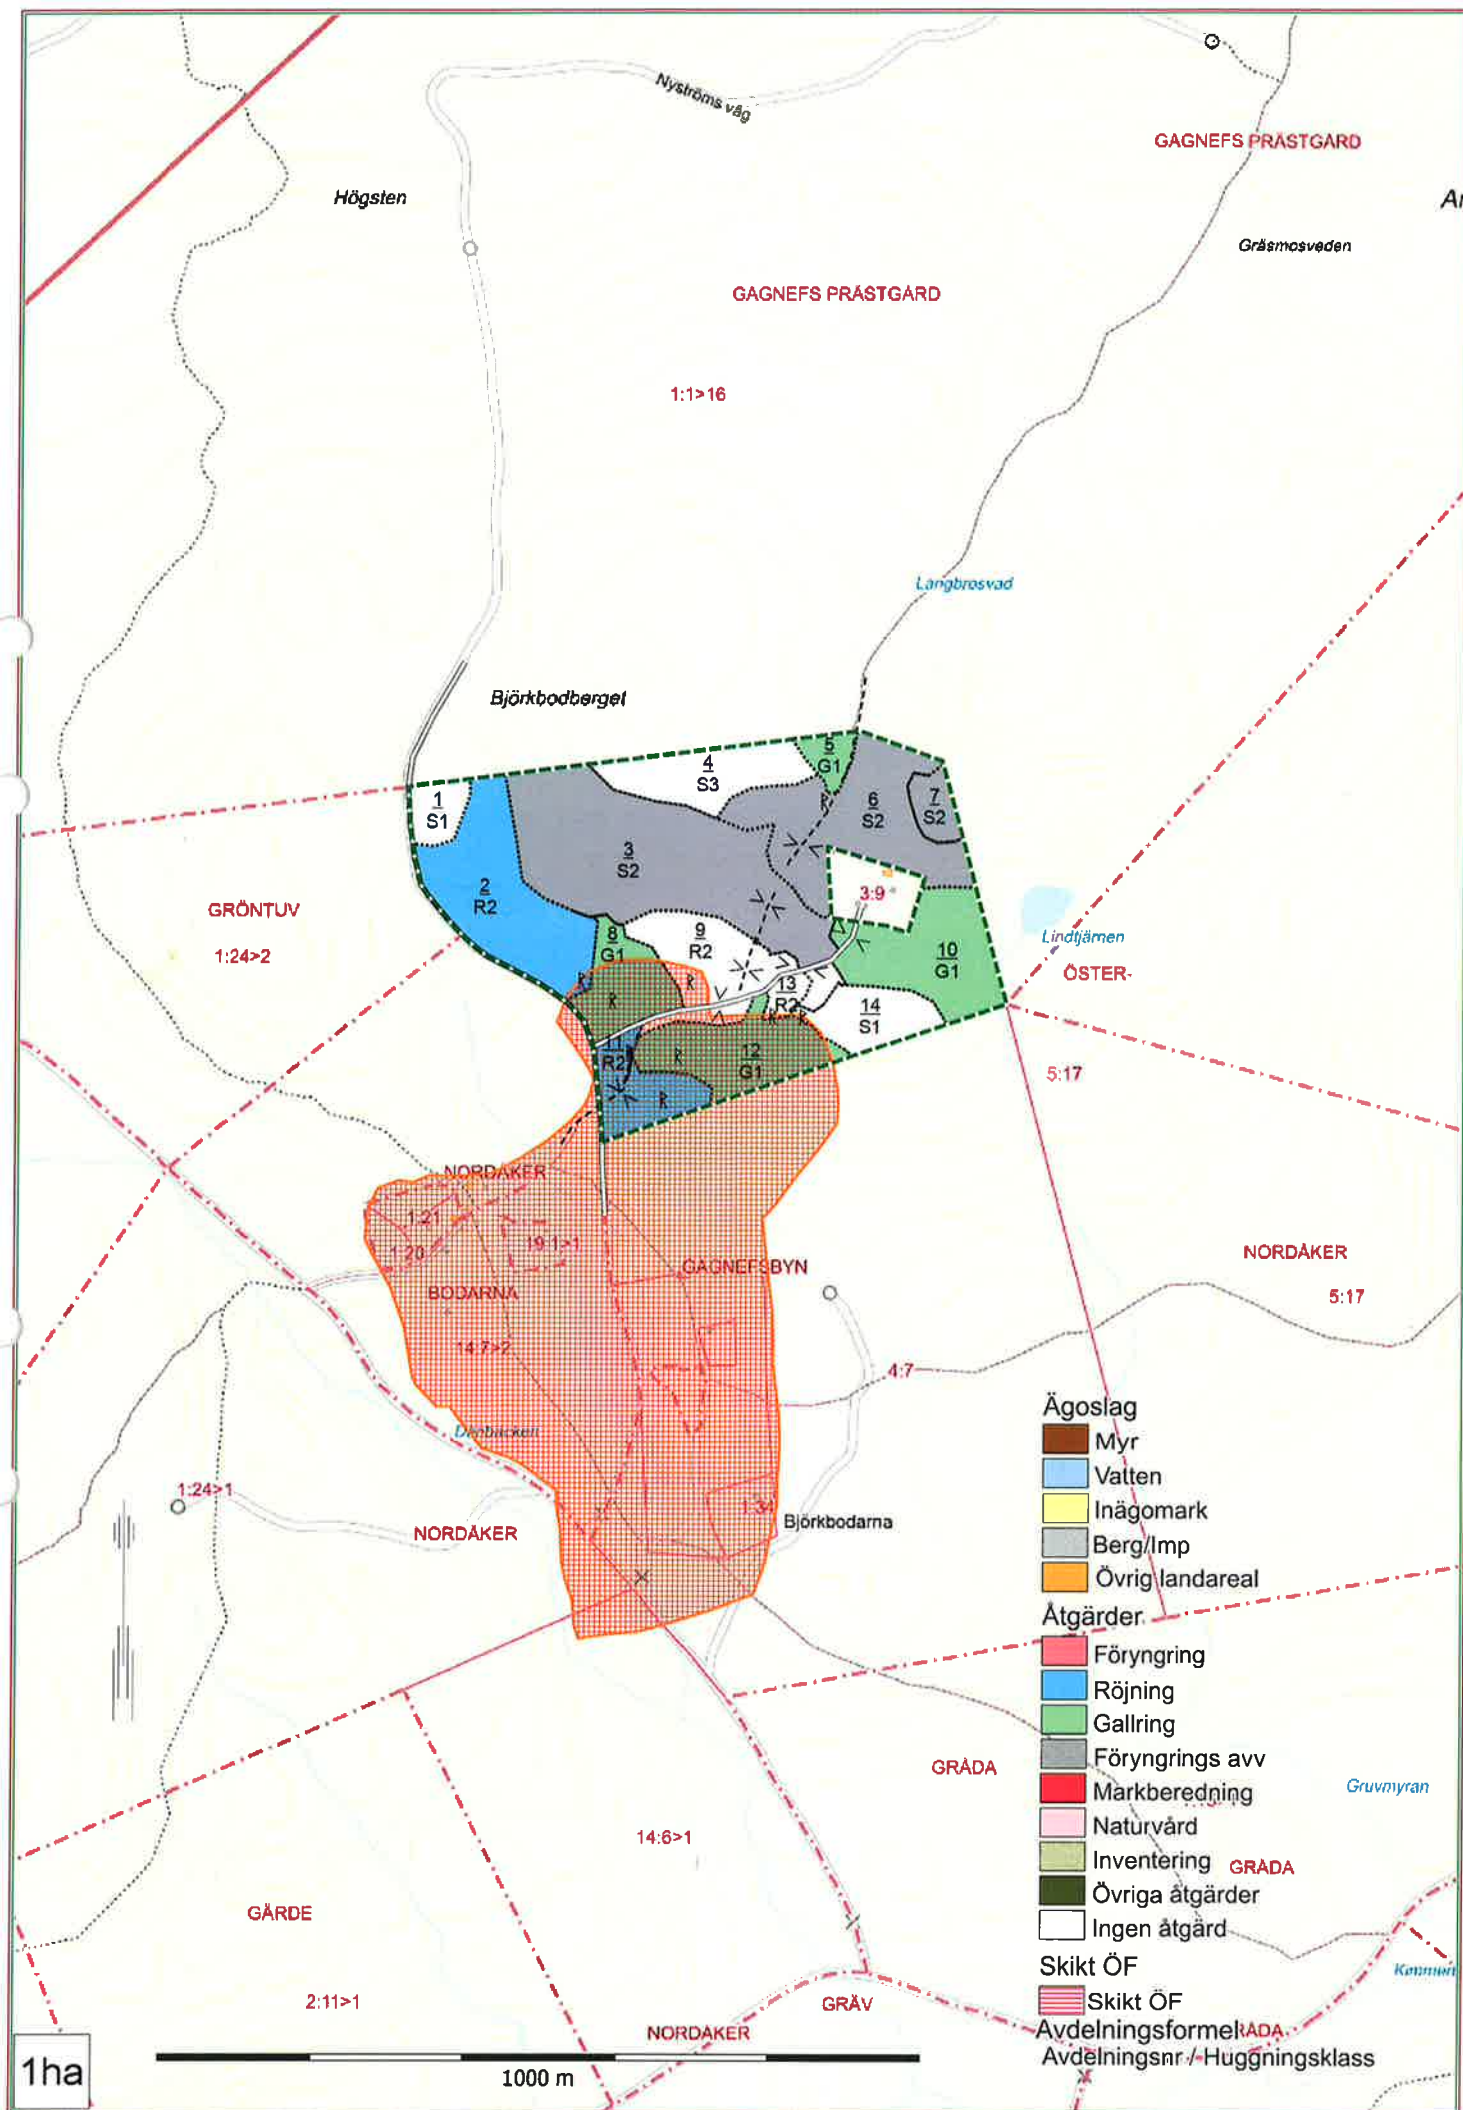 Nyströms väg
GAGNEFS PRÄSTGÅRD
Högsten
Gräsmosveden
GAGNEFS PRÄSTGÅRD
1:1>16
Långbrosvad
Björkbodberget
1
S1
2
R2
3
S2
4
S3
5
G1
6
S2
7
S2
3:9
8
G1
9
R2
10
G1
13
R2
14
S1
11
R2
12
G1
R
R
R
R
R
R
R
R
GRÖNTUV
1:24>2
Lindtjärnen
ÖSTER-
5:17
NORDÅKER
1:21
1:20
19:1>1
BODARNA
14:7>2
GAGNEFSBYN
NORDÅKER
5:17
4:7
1:24>1
NORDÅKER
1:34
Björkbodarna
Ägoslag
Myr
Vatten
Inägomark
Berg/Imp
Övrig landareal
Åtgärder
Föryngring
Röjning
Gallring
Föryngrings avv
Markberedning
Naturvård
Inventering
Övriga åtgärder
Ingen åtgärd
Skikt ÖF
Skikt ÖF
Avdelningsformel
Avdelningsnr / Huggningsklass
GRÅDA
Gruvmyran
GRÅDA
14:6>1
GÄRDE
2:11>1
GRÄV
NORDÅKER
1ha
1000 m